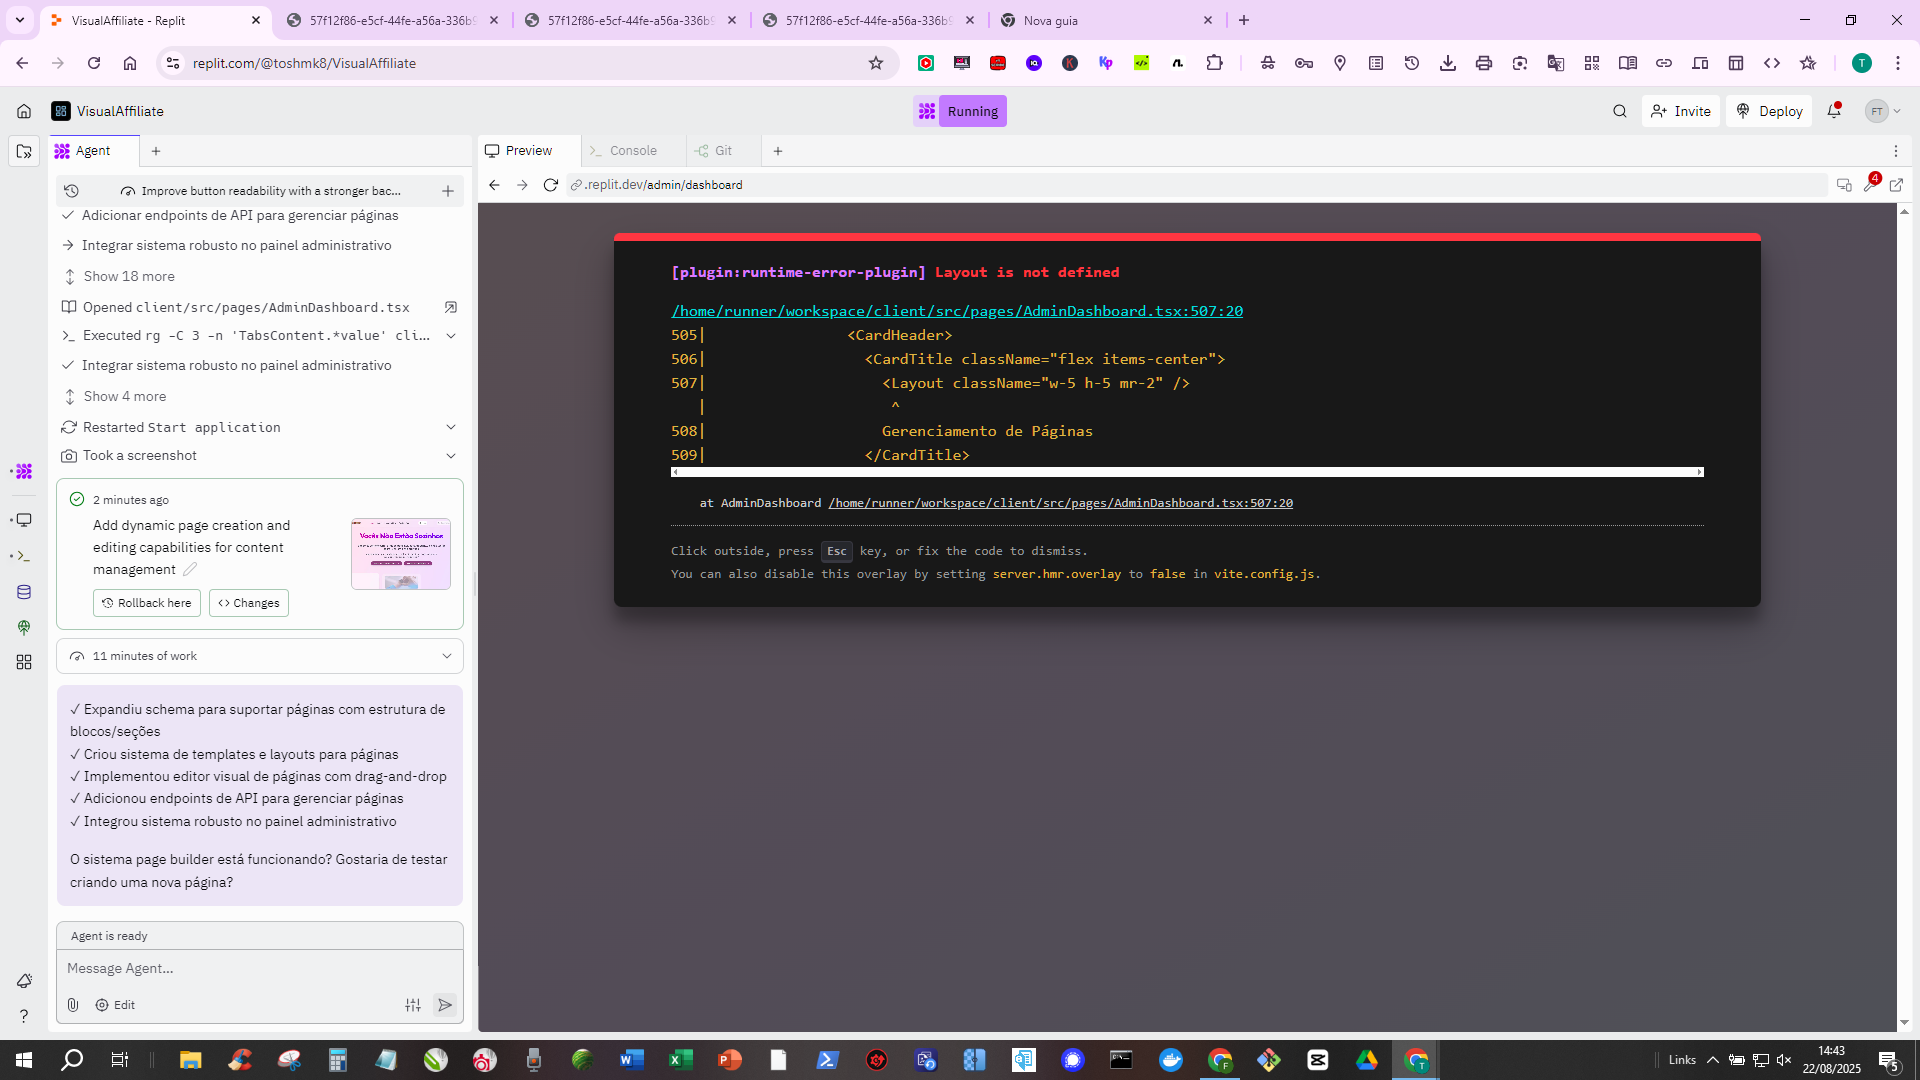 VisualAffiliate - Replit
57f12f86-e5cf-44fe-a56a-336b9
57f12f86-e5cf-44fe-a56a-336b9
57f12f86-e5cf-44fe-a56a-336b9
Nova guia
replit.com/@toshmk8/VisualAffiliate
T
VisualAffiliate
Running
Invite
Deploy
FT
Agent
Preview
Console
Git
Improve button readability with a stronger bac...
.replit.dev/admin/dashboard
4
Adicionar endpoints de API para gerenciar páginas
Integrar sistema robusto no painel administrativo
Show 18 more
Opened client/src/pages/AdminDashboard.tsx
Executed rg -C 3 -n 'TabsContent.*value' cli...
Integrar sistema robusto no painel administrativo
Show 4 more
Restarted Start application
Took a screenshot
2 minutes ago
Add dynamic page creation and
editing capabilities for content
management
Vocês Não Estão Sozinhos
Rollback here
Changes
11 minutes of work
✓ Expandiu schema para suportar páginas com estrutura de
blocos/seções
✓ Criou sistema de templates e layouts para páginas
✓ Implementou editor visual de páginas com drag-and-drop
✓ Adicionou endpoints de API para gerenciar páginas
✓ Integrou sistema robusto no painel administrativo
O sistema page builder está funcionando? Gostaria de testar
criando uma nova página?
Agent is ready
Message Agent...
Edit
[plugin:runtime-error-plugin] Layout is not defined
/home/runner/workspace/client/src/pages/AdminDashboard.tsx:507:20
505| <CardHeader>
506| <CardTitle className="flex items-center">
507| <Layout className="w-5 h-5 mr-2" />
| ^
508| Gerenciamento de Páginas
509| </CardTitle>
at AdminDashboard /home/runner/workspace/client/src/pages/AdminDashboard.tsx:507:20
Click outside, press Esc key, or fix the code to dismiss.
You can also disable this overlay by setting server.hmr.overlay to false in vite.config.js.
Links
14:43
22/08/2025
5